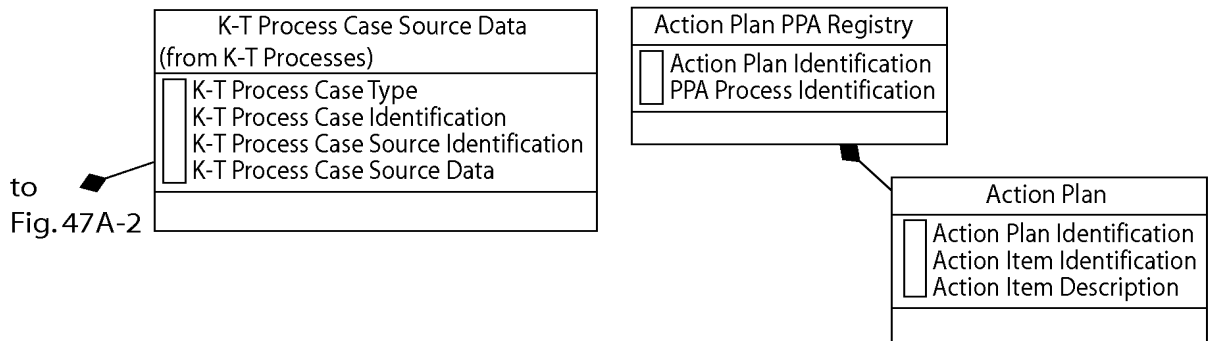 K-T Process Case Source Data
(from K-T Processes)
K-T Process Case Type
K-T Process Case Identification
K-T Process Case Source Identification
K-T Process Case Source Data
to
Fig. 47A-2
Action Plan PPA Registry
Action Plan Identification
PPA Process Identification
Action Plan
Action Plan Identification
Action Item Identification
Action Item Description